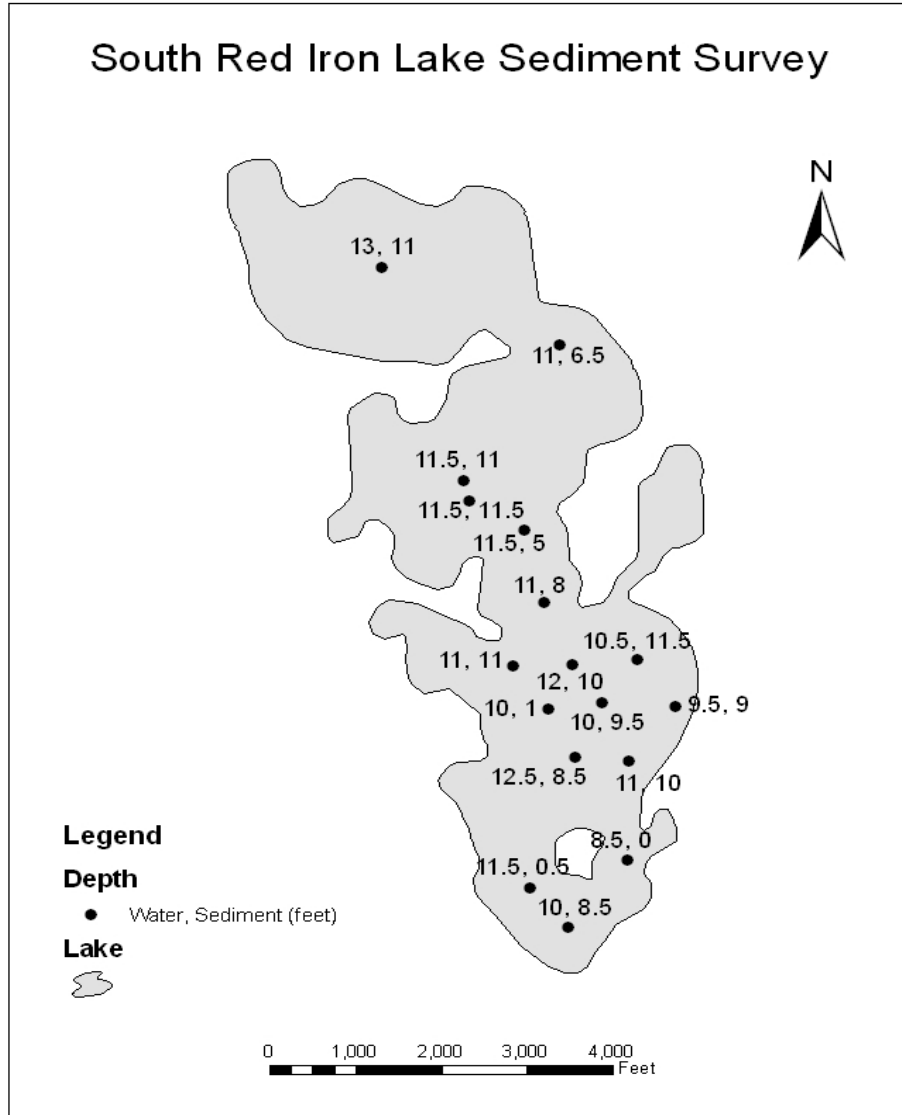 South Red Iron Lake Sediment Survey
N
13, 11
11, 6.5
11.5, 11
11.5, 11.5
11.5, 5
11, 8
10.5, 11.5
11, 11
12, 10
10, 1
10, 9.5
9.5, 9
12.5, 8.5
11, 10
8.5, 0
11.5, 0.5
10, 8.5
Legend
Depth
Water, Sediment (feet)
Lake
0 1,000 2,000 3,000 4,000
Feet